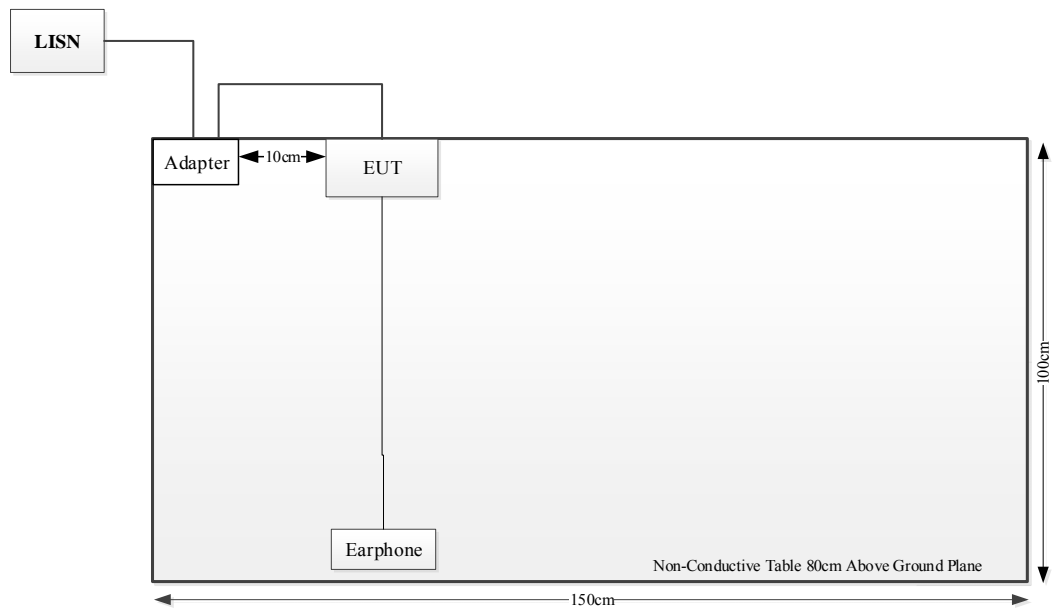 LISN
Adapter
10cm
EUT
100cm
Earphone
Non-Conductive Table 80cm Above Ground Plane
150cm